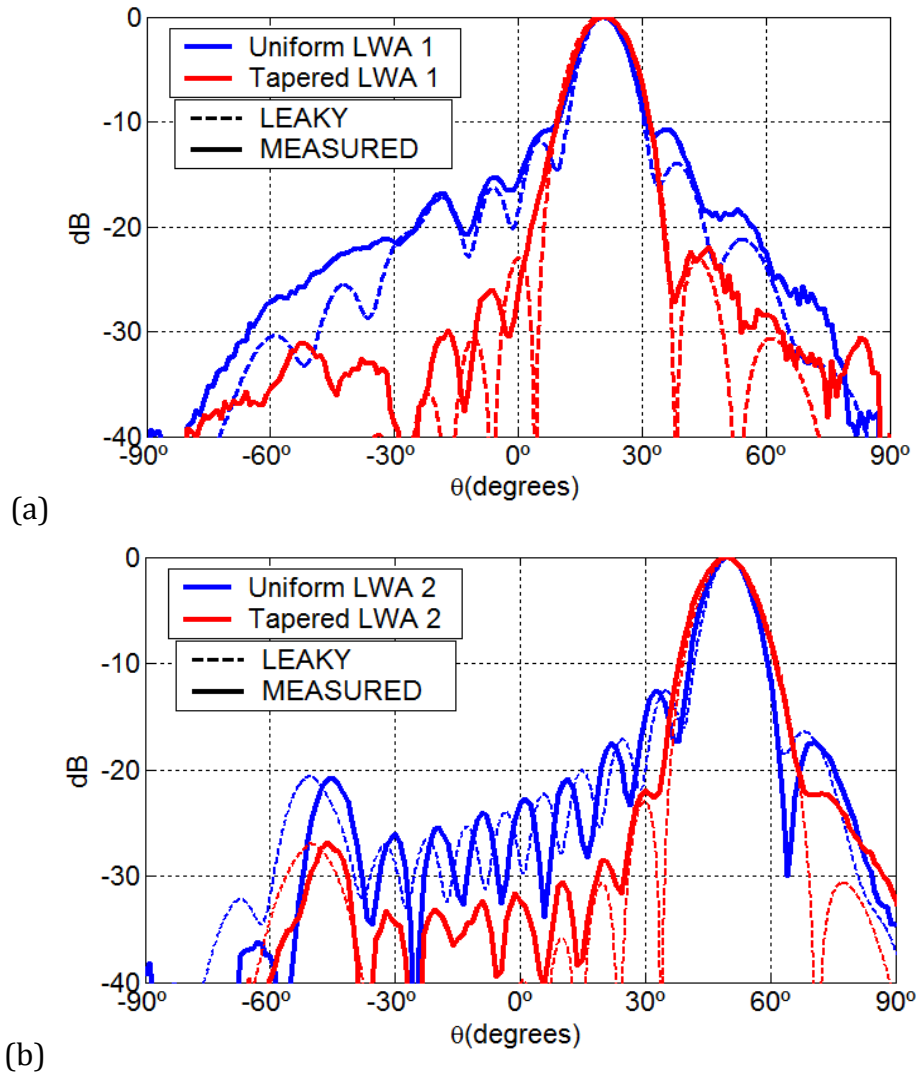 0
Uniform LWA 1
Tapered LWA 1
LEAKY
MEASURED
-10
-20
-30
-40
dB
-90º -60º -30º 0º 30º 60º 90º
θ(degrees)
(a)
0
Uniform LWA 2
Tapered LWA 2
LEAKY
MEASURED
-10
-20
-30
-40
dB
-90º -60º -30º 0º 30º 60º 90º
θ(degrees)
(b)